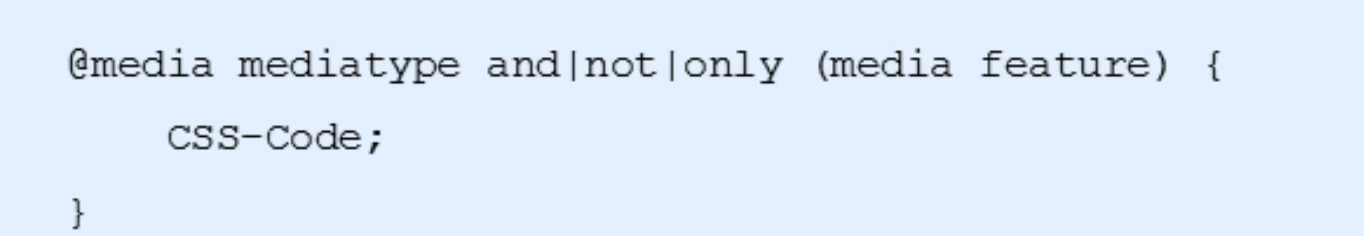 @media mediatype and|not|only (media feature) {
CSS-Code;
}